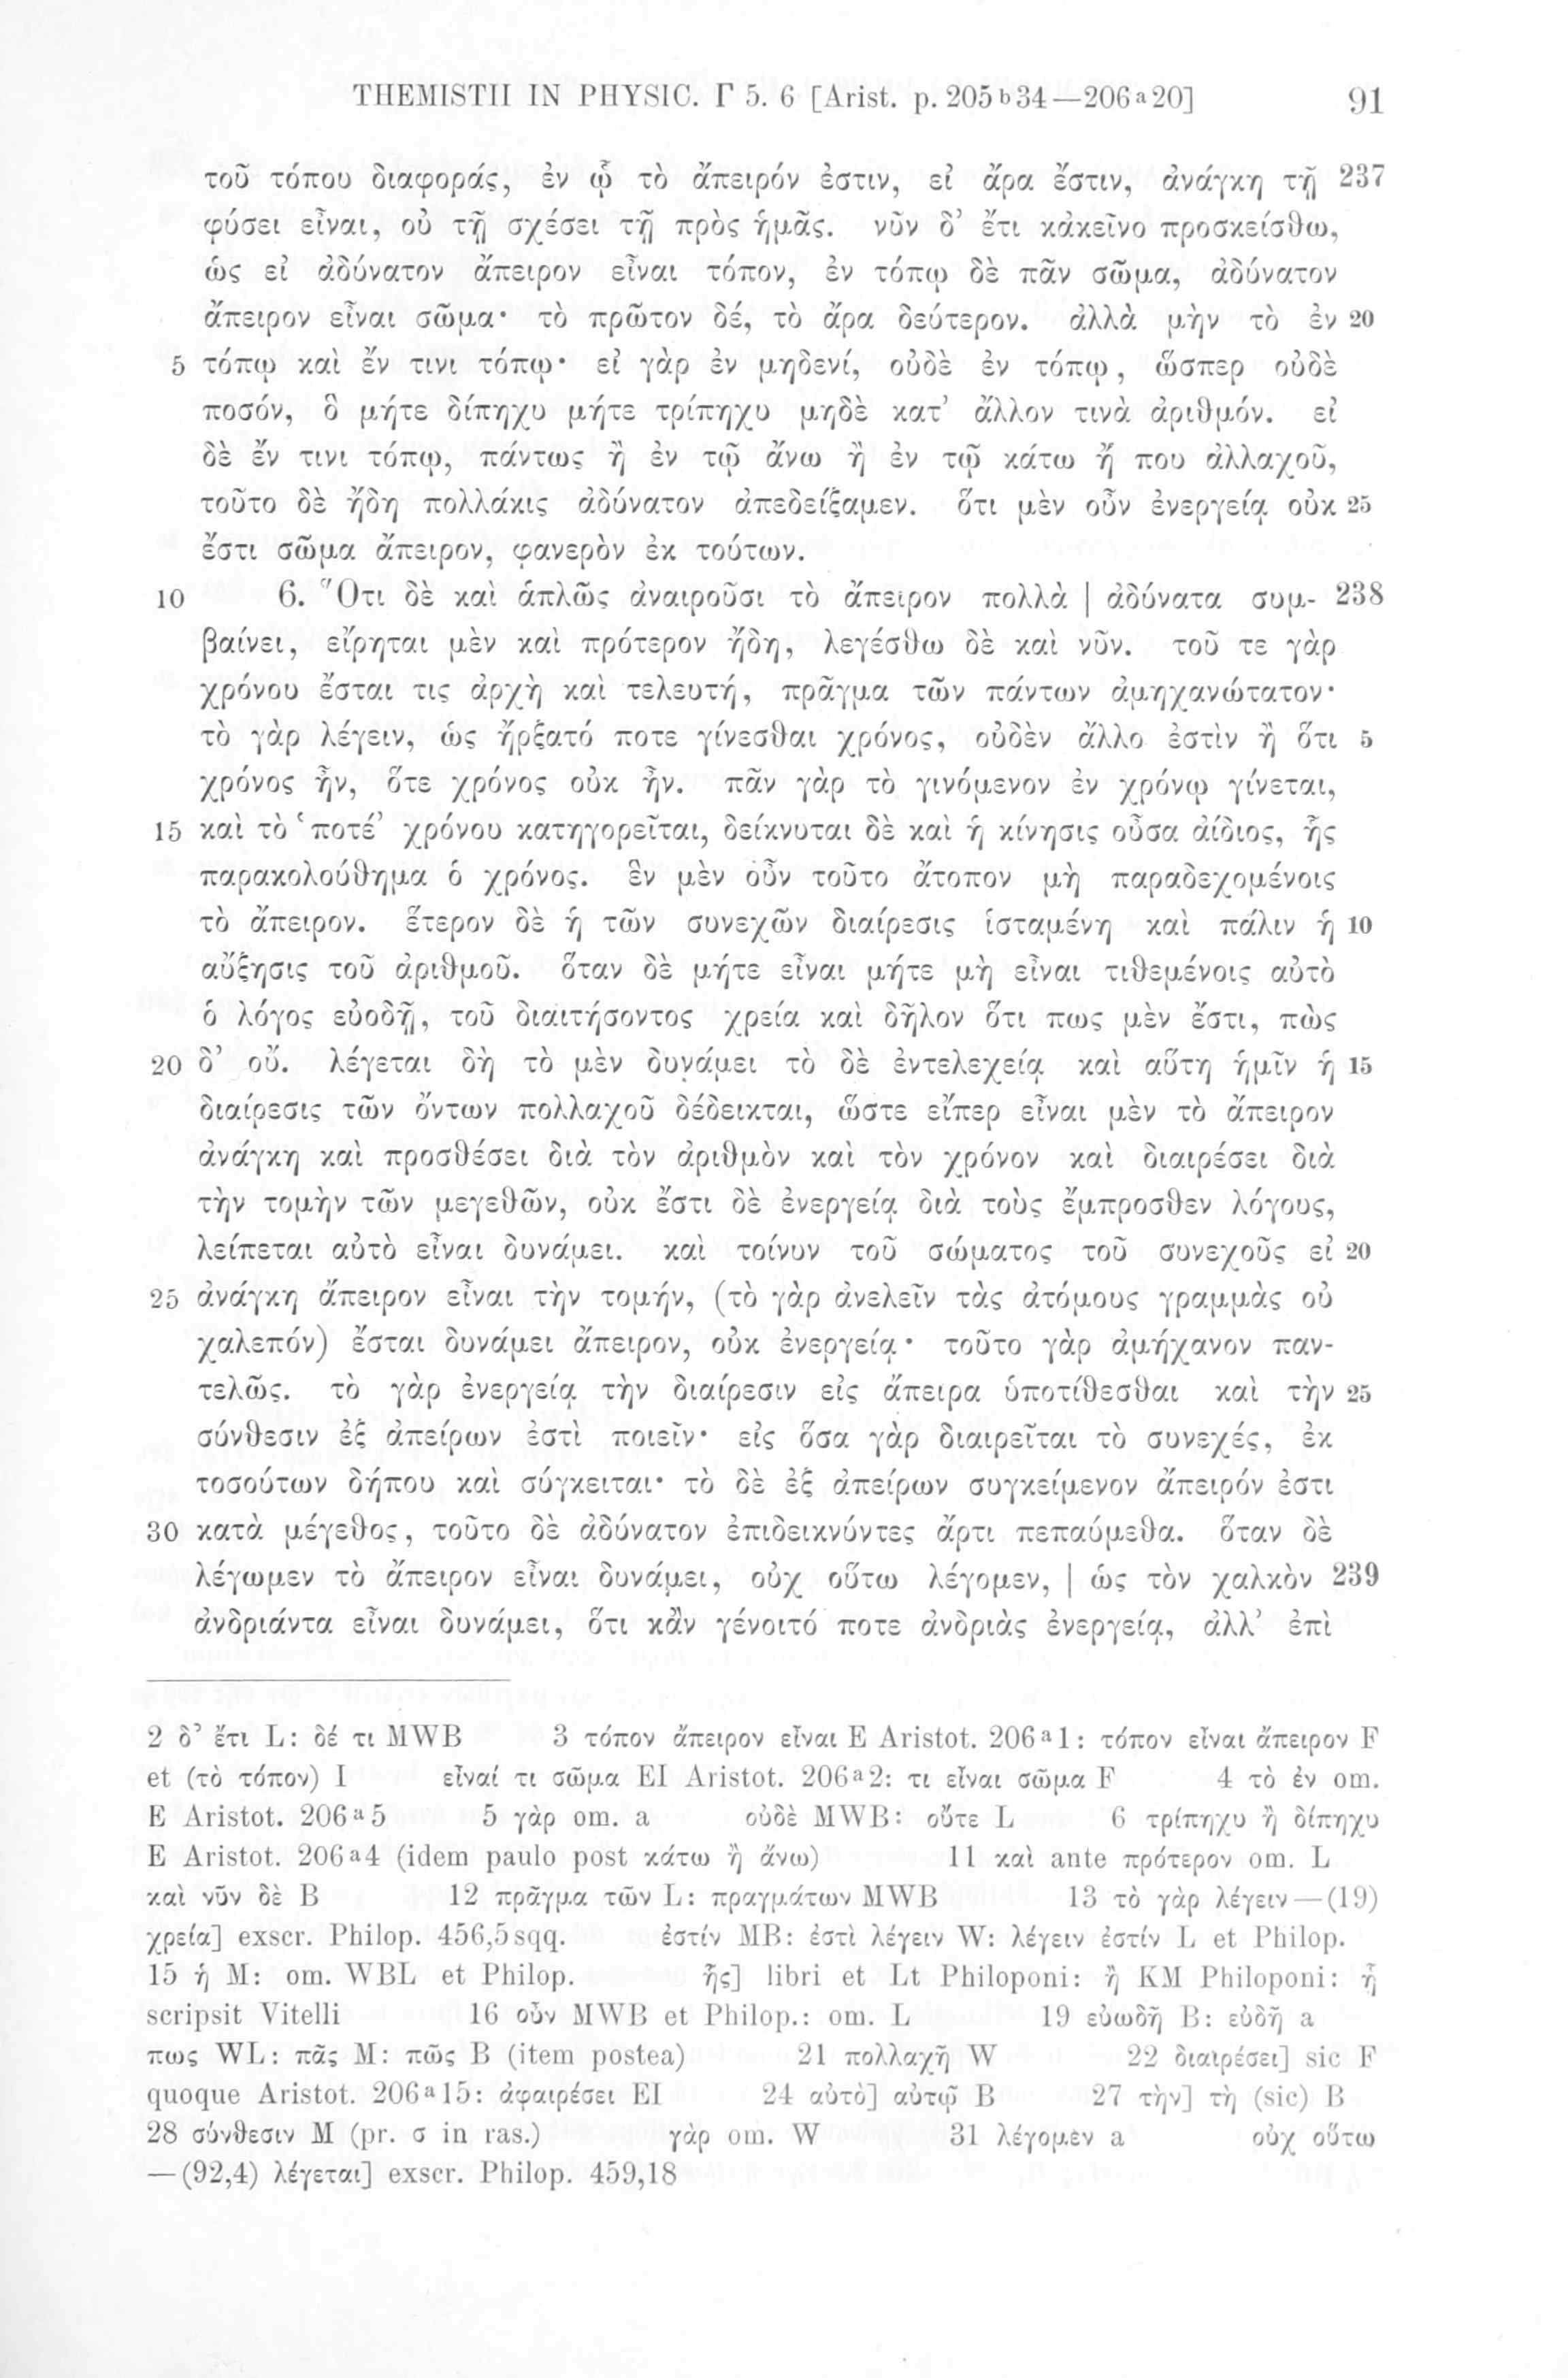 THEMISTII IN PHYSIC. Γ 5. 6 [Arist. p. 205 b 34—206 a 20] 91
τοῦ τόπου διαφοράς, ἐν ᾧ τὸ ἄπειρόν ἐστιν, εἰ ἄρα ἔστιν, ἀνάγκη τῇ 237
φύσει εἶναι, οὐ τῇ σχέσει τῇ πρὸς ἡμᾶς. νῦν δ’ ἔτι κἀκεῖνο προσκείσθω,
ὡς εἰ ἀδύνατον ἄπειρον εἶναι τόπον, ἐν τόπῳ δὲ πᾶν σῶμα, ἀδύνατον
ἄπειρον εἶναι σῶμα· τὸ πρῶτον δέ, τὸ ἄρα δεύτερον. ἀλλὰ μὴν τὸ ἐν 20
5 τόπῳ καὶ ἔν τινι τόπῳ· εἰ γὰρ ἐν μηδενί, οὐδὲ ἐν τόπῳ, ὥσπερ οὐδὲ
ποσόν, ὃ μήτε δίπηχυ μήτε τρίπηχυ μηδὲ κατ’ ἄλλον τινὰ ἀριθμόν. εἰ
δὲ ἔν τινι τόπῳ, πάντως ἢ ἐν τῷ ἄνω ἢ ἐν τῷ κάτω ἤ που ἀλλαχοῦ,
τοῦτο δὲ ἤδη πολλάκις ἀδύνατον ἀπεδείξαμεν. ὅτι μὲν οὖν ἐνεργείᾳ οὐκ 25
ἔστι σῶμα ἄπειρον, φανερὸν ἐκ τούτων.
10 6. Ὅτι δὲ καὶ ἁπλῶς ἀναιροῦσι τὸ ἄπειρον πολλὰ | ἀδύνατα συμ- 238
βαίνει, εἴρηται μὲν καὶ πρότερον ἤδη, λεγέσθω δὲ καὶ νῦν. τοῦ τε γὰρ
χρόνου ἔσται τις ἀρχὴ καὶ τελευτή, πρᾶγμα τῶν πάντων ἀμηχανώτατον·
τὸ γὰρ λέγειν, ὡς ἤρξατό ποτε γίνεσθαι χρόνος, οὐδὲν ἄλλο ἐστὶν ἢ ὅτι 5
χρόνος ἦν, ὅτε χρόνος οὐκ ἦν. πᾶν γὰρ τὸ γινόμενον ἐν χρόνῳ γίνεται,
15 καὶ τὸ ‘ποτέ’ χρόνου κατηγορεῖται, δείκνυται δὲ καὶ ἡ κίνησις οὖσα ἀίδιος, ἧς
παρακολούθημα ὁ χρόνος. ἓν μὲν οὖν τοῦτο ἄτοπον μὴ παραδεχομένοις
τὸ ἄπειρον. ἕτερον δὲ ἡ τῶν συνεχῶν διαίρεσις ἱσταμένη καὶ πάλιν ἡ 10
αὔξησις τοῦ ἀριθμοῦ. ὅταν δὲ μήτε εἶναι μήτε μὴ εἶναι τιθεμένοις αὐτὸ
ὁ λόγος εὐοδῇ, τοῦ διαιτήσοντος χρεία καὶ δῆλον ὅτι πως μὲν ἔστι, πὼς
20 δ’ οὔ. λέγεται δὴ τὸ μὲν δυνάμει τὸ δὲ ἐντελεχείᾳ καὶ αὕτη ἡμῖν ἡ 15
διαίρεσις τῶν ὄντων πολλαχοῦ δέδεικται, ὥστε εἴπερ εἶναι μὲν τὸ ἄπειρον
ἀνάγκη καὶ προσθέσει διὰ τὸν ἀριθμὸν καὶ τὸν χρόνον καὶ διαιρέσει διὰ
τὴν τομὴν τῶν μεγεθῶν, οὐκ ἔστι δὲ ἐνεργείᾳ διὰ τοὺς ἔμπροσθεν λόγους,
λείπεται αὐτὸ εἶναι δυνάμει. καὶ τοίνυν τοῦ σώματος τοῦ συνεχοῦς εἰ 20
25 ἀνάγκη ἄπειρον εἶναι τὴν τομήν, (τὸ γὰρ ἀνελεῖν τὰς ἀτόμους γραμμὰς οὐ
χαλεπόν) ἔσται δυνάμει ἄπειρον, οὐκ ἐνεργείᾳ· τοῦτο γὰρ ἀμήχανον παν-
τελῶς. τὸ γὰρ ἐνεργείᾳ τὴν διαίρεσιν εἰς ἄπειρα ὑποτίθεσθαι καὶ τὴν 25
σύνθεσιν ἐξ ἀπείρων ἐστὶ ποιεῖν· εἰς ὅσα γὰρ διαιρεῖται τὸ συνεχές, ἐκ
τοσούτων δήπου καὶ σύγκειται· τὸ δὲ ἐξ ἀπείρων συγκείμενον ἄπειρόν ἐστι
30 κατὰ μέγεθος, τοῦτο δὲ ἀδύνατον ἐπιδεικνύντες ἄρτι πεπαύμεθα. ὅταν δὲ
λέγωμεν τὸ ἄπειρον εἶναι δυνάμει, οὐχ οὕτω λέγομεν, | ὡς τὸν χαλκὸν 239
ἀνδριάντα εἶναι δυνάμει, ὅτι κἂν γένοιτό ποτε ἀνδριὰς ἐνεργείᾳ, ἀλλ’ ἐπὶ
2 δ’ ἔτι L: δέ τι MWB 3 τόπον ἄπειρον εἶναι E Aristot. 206 a 1: τόπον εἶναι ἄπειρον F
et (τὸ τόπον) I εἶναί τι σῶμα EI Aristot. 206 a 2: τι εἶναι σῶμα F 4 τὸ ἐν om.
E Aristot. 206 a 5 5 γὰρ om. a οὐδὲ MWB: οὔτε L 6 τρίπηχυ ἢ δίπηχυ
E Aristot. 206 a 4 (idem paulo post κάτω ἢ ἄνω) 11 καὶ ante πρότερον om. L
καὶ νῦν δὲ B 12 πρᾶγμα τῶν L: πραγμάτων MWB 13 τὸ γὰρ λέγειν—(19)
χρεία] exscr. Philop. 456,5 sqq. ἐστίν MB: ἐστὶ λέγειν W: λέγειν ἐστίν L et Philop.
15 ἡ M: om. WBL et Philop. ἧς] libri et Lt Philoponi: ἢ KM Philoponi: ᾗ
scripsit Vitelli 16 οὖν MWB et Philop.: om. L 19 εὐωδῆ B: εὐδῆ a
πως WL: πᾶς M: πῶς B (item postea) 21 πολλαχῆ W 22 διαιρέσει] sic F
quoque Aristot. 206 a 15: ἀφαιρέσει EI 24 αὐτὸ] αὐτῷ B 27 τὴν] τὴ (sic) B
28 σύνθεσιν M (pr. σ in ras.) γὰρ om. W 31 λέγομεν a οὐχ οὕτω
—(92,4) λέγεται] exscr. Philop. 459,18